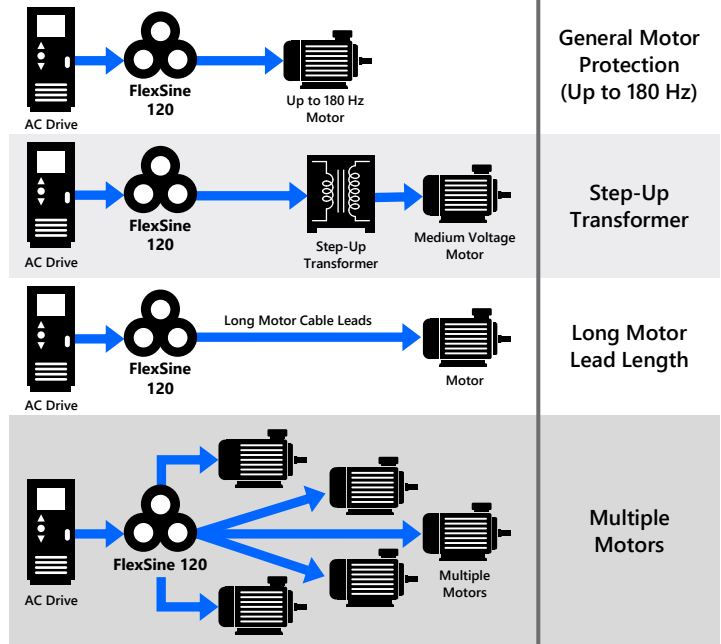 FlexSine
120
AC Drive
Up to 180 Hz
Motor
General Motor
Protection
(Up to 180 Hz)
FlexSine
120
AC Drive
Step-Up
Transformer
Medium Voltage
Motor
Step-Up
Transformer
Long Motor Cable Leads
FlexSine
120
AC Drive
Motor
Long Motor
Lead Length
FlexSine 120
AC Drive
Multiple
Motors
Multiple
Motors